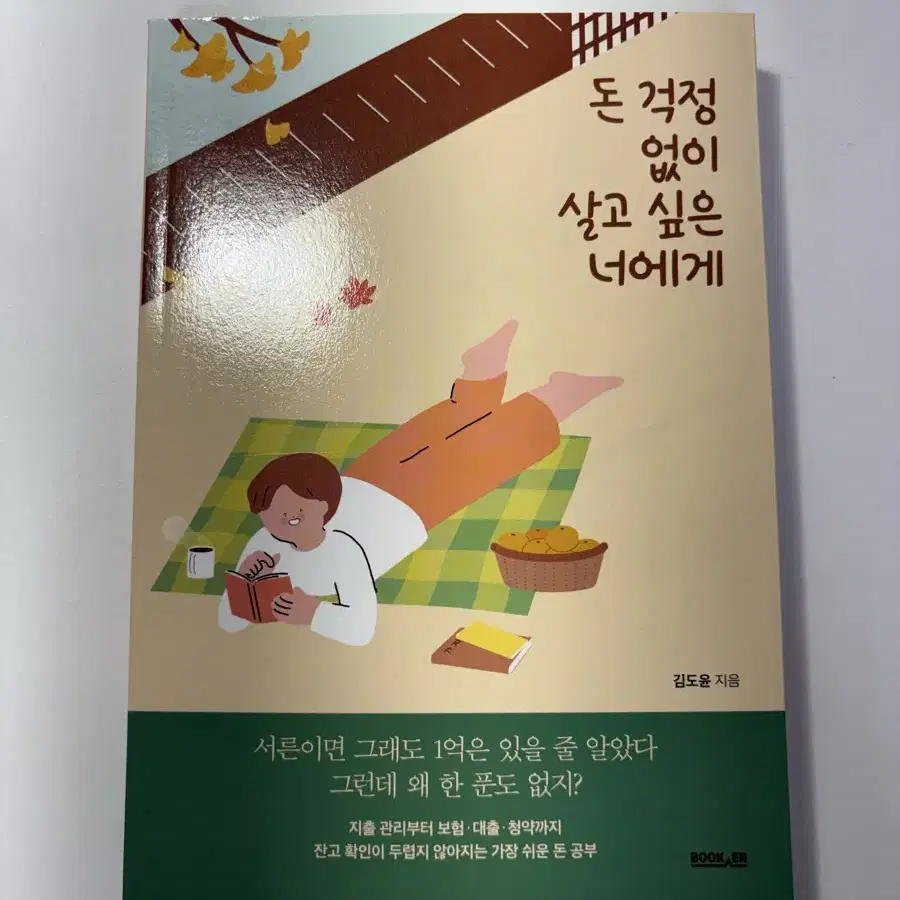 돈 걱정
없이
살고 싶은
너에게
김도윤 지음
서른이면 그래도 1억은 있을 줄 알았다
그런데 왜 한 푼도 없지?
지출 관리부터 보험·대출·청약까지
잔고 확인이 두렵지 않아지는 가장 쉬운 돈 공부
BOOKER